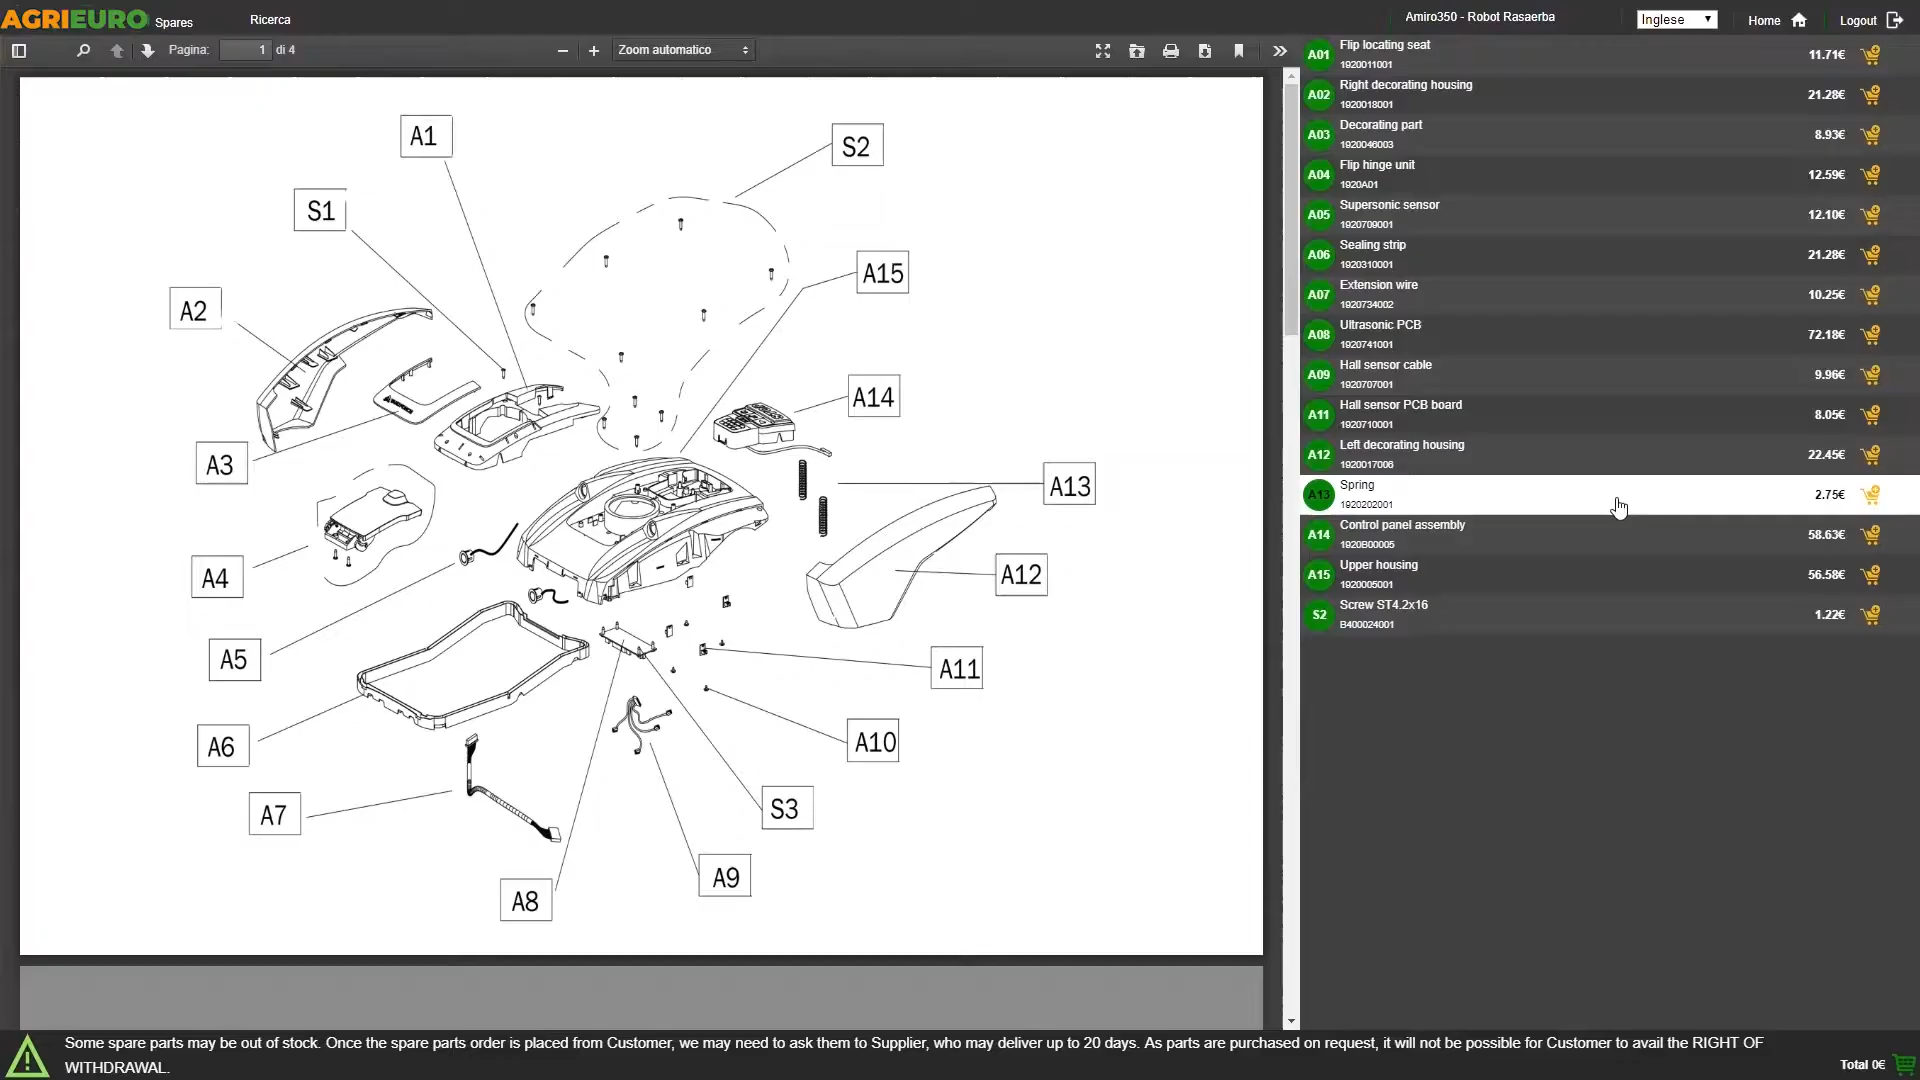 AGRIEURO Spares
Ricerca
Amiro350 - Robot Rasaerba
Inglese
Home
Logout
Pagina:
1
di 4
Zoom automatico
A1
S2
S1
A15
A2
A14
A3
A13
A4
A12
A5
A11
A6
A10
A7
S3
A9
A8
A01
Flip locating seat
1920011001
11.71€
A02
Right decorating housing
1920018001
21.28€
A03
Decorating part
1920046003
8.93€
A04
Flip hinge unit
1920A01
12.59€
A05
Supersonic sensor
1920709001
12.10€
A06
Sealing strip
1920310001
21.28€
A07
Extension wire
1920734002
10.25€
A08
Ultrasonic PCB
1920741001
72.18€
A09
Hall sensor cable
1920707001
9.96€
A11
Hall sensor PCB board
1920710001
8.05€
A12
Left decorating housing
1920017006
22.45€
A13
Spring
1920202001
2.75€
A14
Control panel assembly
1920B00005
58.63€
A15
Upper housing
1920005001
56.58€
S2
Screw ST4.2x16
B400024001
1.22€
Some spare parts may be out of stock. Once the spare parts order is placed from Customer, we may need to ask them to Supplier, who may deliver up to 20 days. As parts are purchased on request, it will not be possible for Customer to avail the RIGHT OF
WITHDRAWAL.
Total 0€